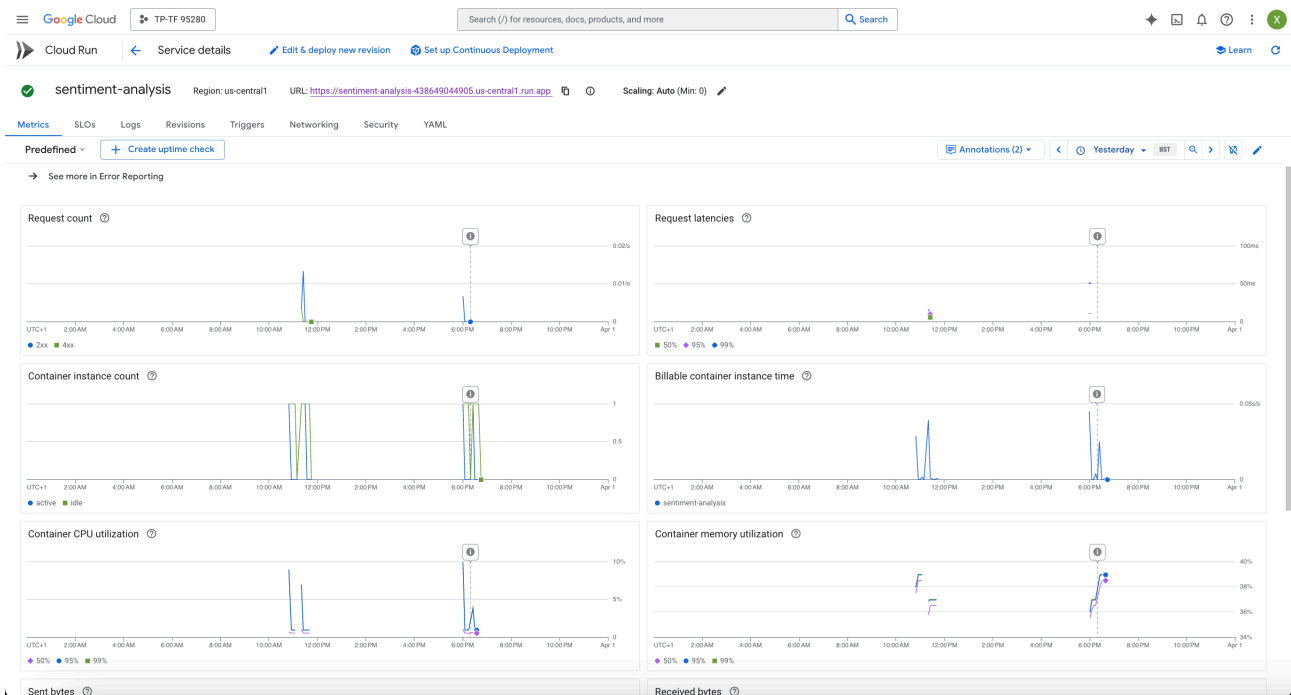 Google Cloud TP-TF 95280 Search (/) for resources, docs, products, and more Search X
Cloud Run Service details Edit & deploy new revision Set up Continuous Deployment Learn
sentiment-analysis Region: us-central1 URL: https://sentiment-analysis-438649044905.us-central1.run.app Scaling: Auto (Min: 0)
Metrics SLOs Logs Revisions Triggers Networking Security YAML
Predefined + Create uptime check Annotations (2) Yesterday BST
→ See more in Error Reporting
Request count
0.02/s
0.01/s
0
UTC+1 2:00 AM 4:00 AM 6:00 AM 8:00 AM 10:00 AM 12:00 PM 2:00 PM 4:00 PM 6:00 PM 8:00 PM 10:00 PM Apr 1
2xx 4xx
Request latencies
100ms
50ms
0
UTC+1 2:00 AM 4:00 AM 6:00 AM 8:00 AM 10:00 AM 12:00 PM 2:00 PM 4:00 PM 6:00 PM 8:00 PM 10:00 PM Apr 1
50% 95% 99%
Container instance count
1
0.5
0
UTC+1 2:00 AM 4:00 AM 6:00 AM 8:00 AM 10:00 AM 12:00 PM 2:00 PM 4:00 PM 6:00 PM 8:00 PM 10:00 PM Apr 1
active idle
Billable container instance time
0.05s/s
0
UTC+1 2:00 AM 4:00 AM 6:00 AM 8:00 AM 10:00 AM 12:00 PM 2:00 PM 4:00 PM 6:00 PM 8:00 PM 10:00 PM Apr 1
sentiment-analysis
Container CPU utilization
10%
5%
0
UTC+1 2:00 AM 4:00 AM 6:00 AM 8:00 AM 10:00 AM 12:00 PM 2:00 PM 4:00 PM 6:00 PM 8:00 PM 10:00 PM Apr 1
50% 95% 99%
Container memory utilization
40%
38%
36%
34%
UTC+1 2:00 AM 4:00 AM 6:00 AM 8:00 AM 10:00 AM 12:00 PM 2:00 PM 4:00 PM 6:00 PM 8:00 PM 10:00 PM Apr 1
50% 95% 99%
Sent bytes
Received bytes